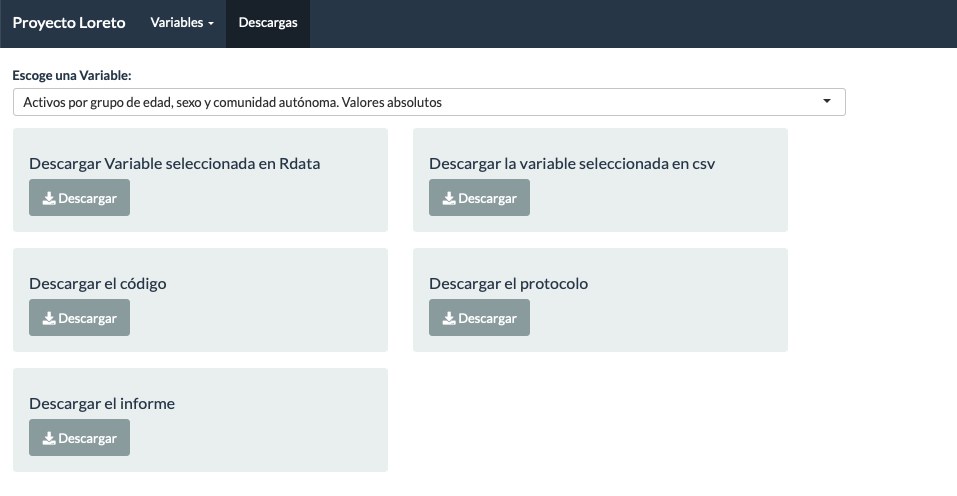 Proyecto Loreto Variables Descargas
Escoge una Variable:
Activos por grupo de edad, sexo y comunidad autónoma. Valores absolutos
Descargar Variable seleccionada en Rdata
Descargar
Descargar la variable seleccionada en csv
Descargar
Descargar el código
Descargar
Descargar el protocolo
Descargar
Descargar el informe
Descargar